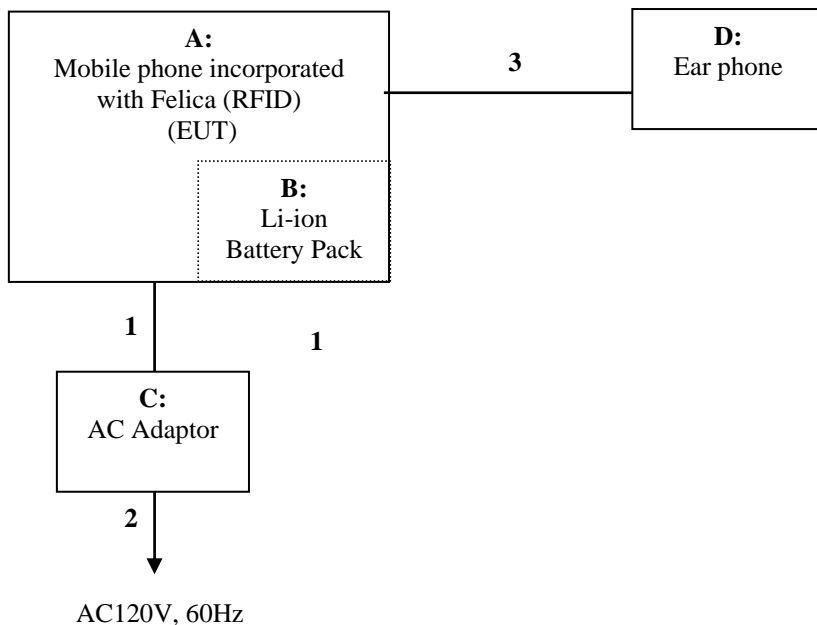 A:
Mobile phone incorporated
with Felica (RFID)
(EUT)
B:
Li-ion
Battery Pack
3
D:
Ear phone
1
1
C:
AC Adaptor
2
AC120V, 60Hz